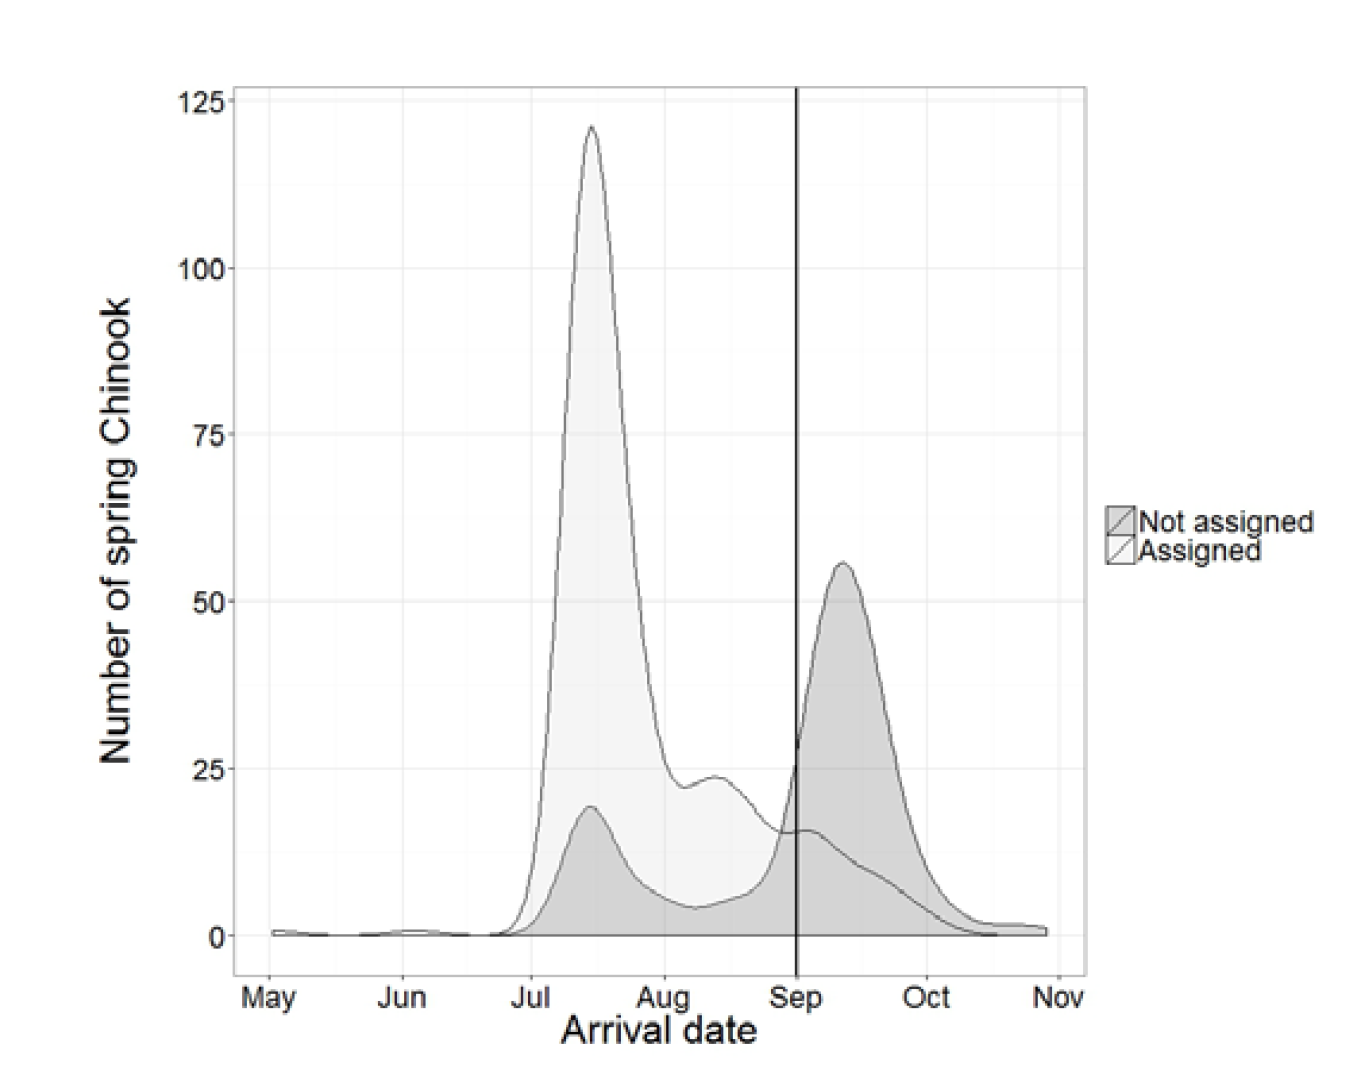 125
100
75
50
25
0
Number of spring Chinook
May Jun Jul Aug Sep Oct Nov
Arrival date
Not assigned
Assigned